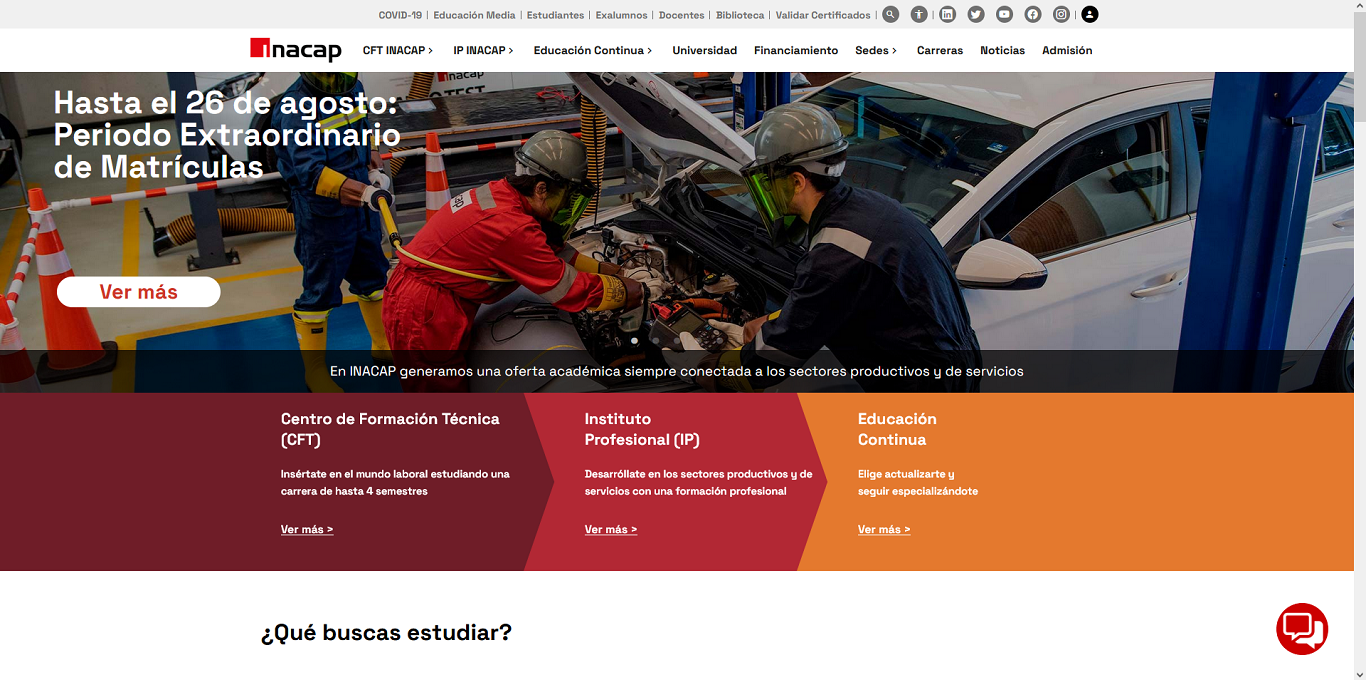 COVID-19 | Educación Media | Estudiantes | Exalumnos | Docentes | Biblioteca | Validar Certificados |
inacap
CFT INACAP > IP INACAP > Educación Continua > Universidad Financiamiento Sedes > Carreras Noticias Admisión
inacap
Hasta el 26 de agosto:
Periodo Extraordinario
de Matrículas
Ver más
En INACAP generamos una oferta académica siempre conectada a los sectores productivos y de servicios
Centro de Formación Técnica
(CFT)
Insértate en el mundo laboral estudiando una
carrera de hasta 4 semestres
Ver más >
Instituto
Profesional (IP)
Desarróllate en los sectores productivos y de
servicios con una formación profesional
Ver más >
Educación
Continua
Elige actualizarte y
seguir especializándote
Ver más >
¿Qué buscas estudiar?